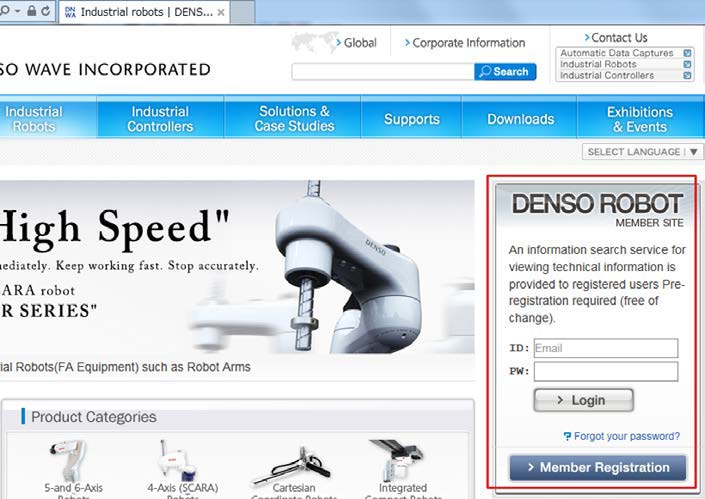 Industrial robots | DENS...
Global
Corporate Information
Contact Us
Automatic Data Captures
Industrial Robots
Industrial Controllers
SO WAVE INCORPORATED
Search
Industrial
Robots
Industrial
Controllers
Solutions &
Case Studies
Supports
Downloads
Exhibitions
& Events
SELECT LANGUAGE | ▼
High Speed"
mediately. Keep working fast. Stop accurately.
CARA robot
R SERIES"
DENSO
DENSO ROBOT
MEMBER SITE
An information search service for
viewing technical information is
provided to registered users Pre-
registration required (free of
change).
ID: Email
PW:
Login
Forgot your password?
Member Registration
ial Robots(FA Equipment) such as Robot Arms
Product Categories
5-and 6-Axis
Robots
4-Axis (SCARA)
Robots
Cartesian
Coordinate Robots
Integrated
Compact Robots